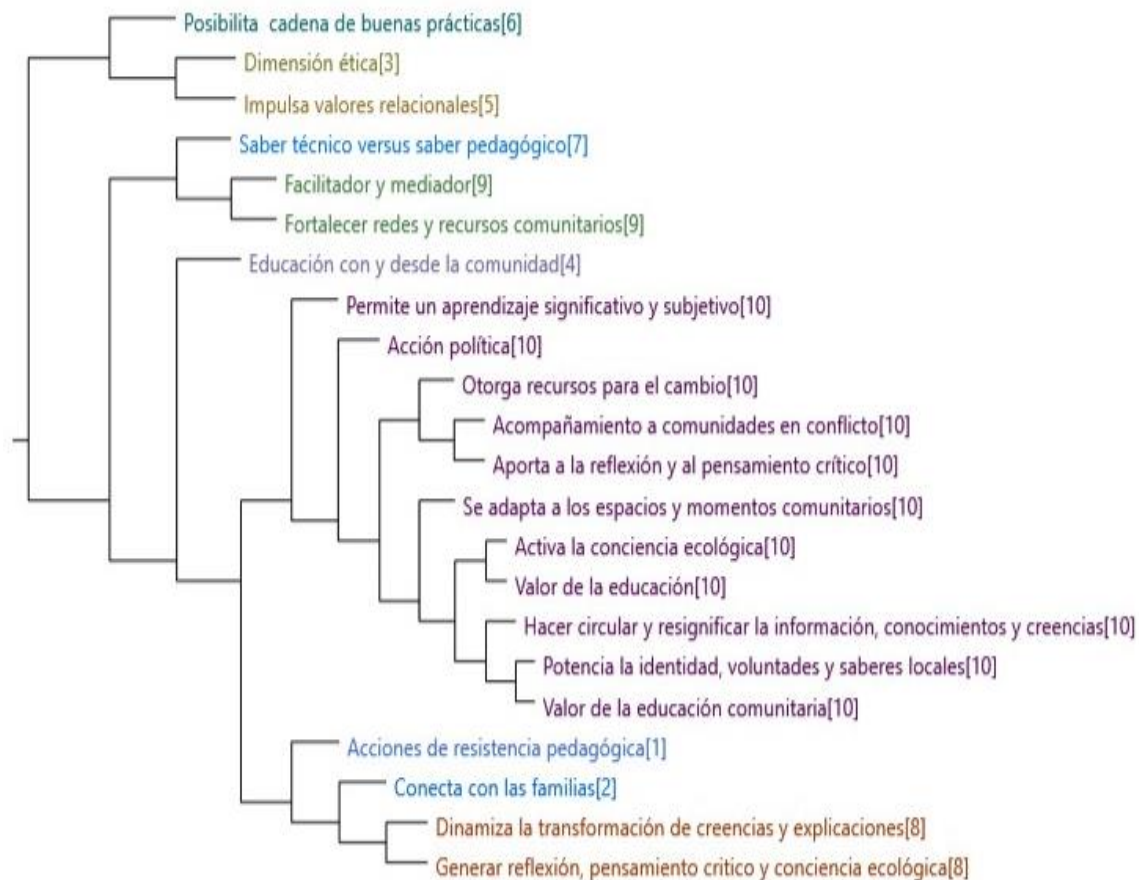 Posibilita cadena de buenas prácticas[6]
Dimensión ética[3]
Impulsa valores relacionales[5]
Saber técnico versus saber pedagógico[7]
Facilitador y mediador[9]
Fortalecer redes y recursos comunitarios[9]
Educación con y desde la comunidad[4]
Permite un aprendizaje significativo y subjetivo[10]
Acción política[10]
Otorga recursos para el cambio[10]
Acompañamiento a comunidades en conflicto[10]
Aporta a la reflexión y al pensamiento crítico[10]
Se adapta a los espacios y momentos comunitarios[10]
Activa la conciencia ecológica[10]
Valor de la educación[10]
Hacer circular y resignificar la información, conocimientos y creencias[10]
Potencia la identidad, voluntades y saberes locales[10]
Valor de la educación comunitaria[10]
Acciones de resistencia pedagógica[1]
Conecta con las familias[2]
Dinamiza la transformación de creencias y explicaciones[8]
Generar reflexión, pensamiento critico y conciencia ecológica[8]